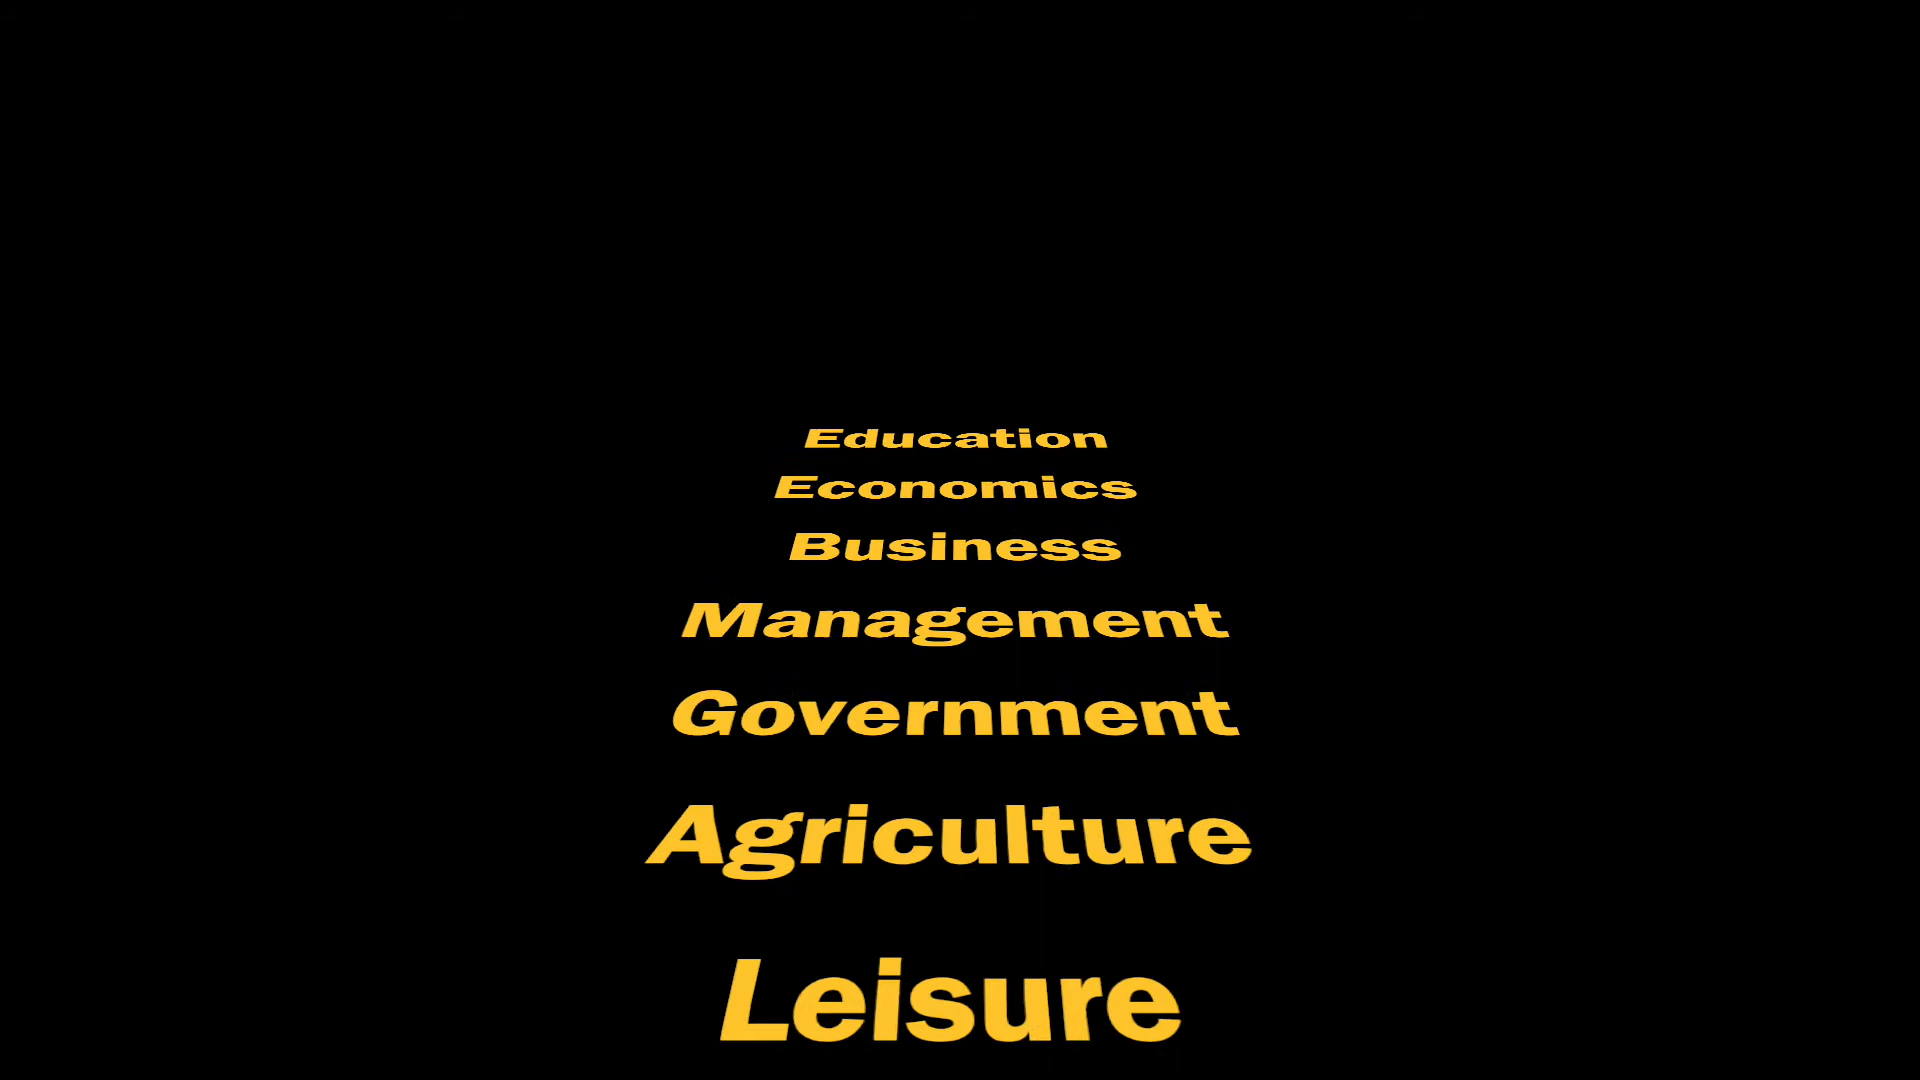 Education
Economics
Business
Management
Government
Agriculture
Leisure